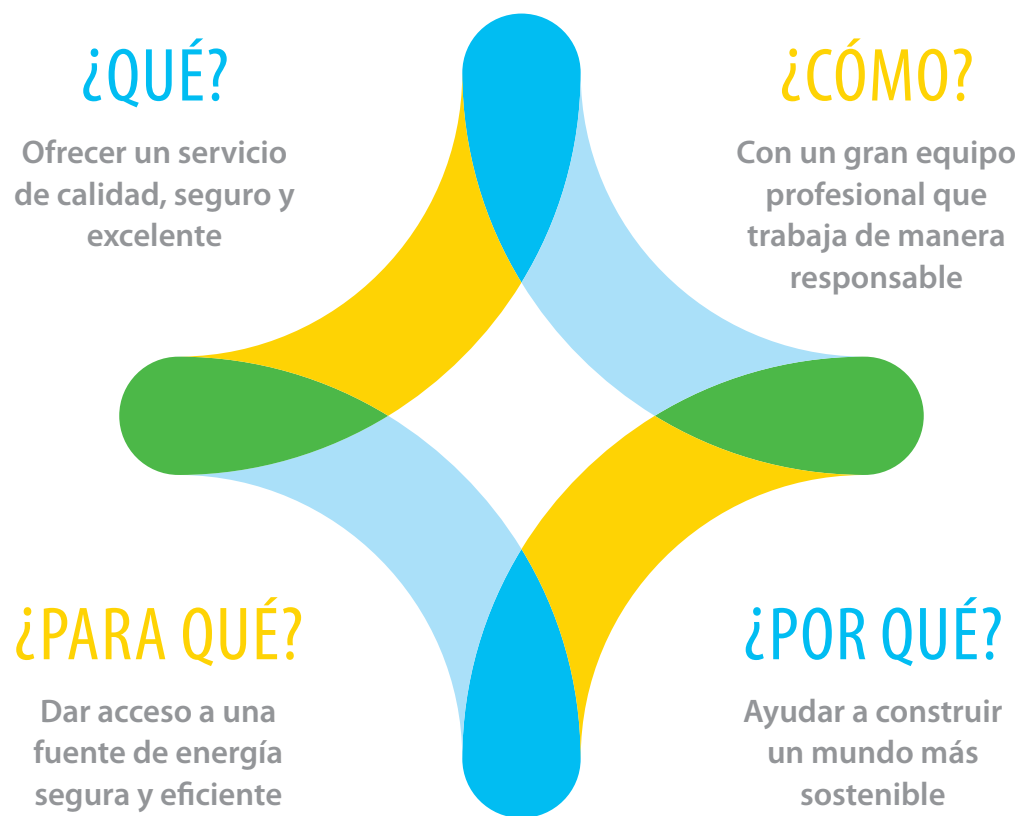 ¿QUÉ?
Ofrecer un servicio
de calidad, seguro y
excelente
¿CÓMO?
Con un gran equipo
profesional que
trabaja de manera
responsable
¿PARA QUÉ?
Dar acceso a una
fuente de energía
segura y eficiente
¿POR QUÉ?
Ayudar a construir
un mundo más
sostenible